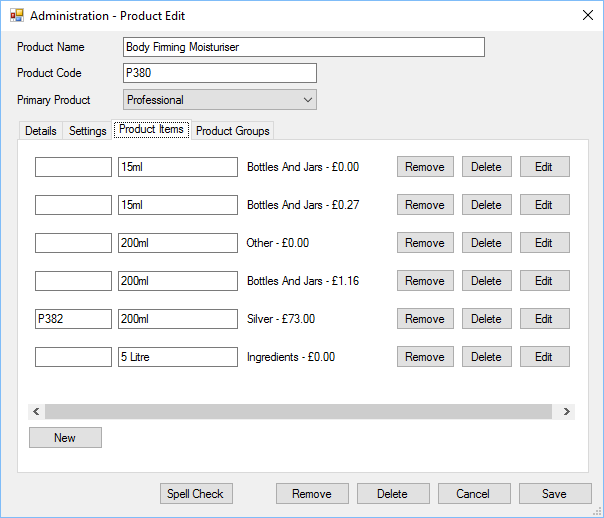 Administration - Product Edit
Product Name Body Firming Moisturiser
Product Code P380
Primary Product Professional
Details Settings Product Items Product Groups
15ml Bottles And Jars - £0.00 Remove Delete Edit
15ml Bottles And Jars - £0.27 Remove Delete Edit
200ml Other - £0.00 Remove Delete Edit
200ml Bottles And Jars - £1.16 Remove Delete Edit
P382 200ml Silver - £73.00 Remove Delete Edit
5 Litre Ingredients - £0.00 Remove Delete Edit
New
Spell Check Remove Delete Cancel Save